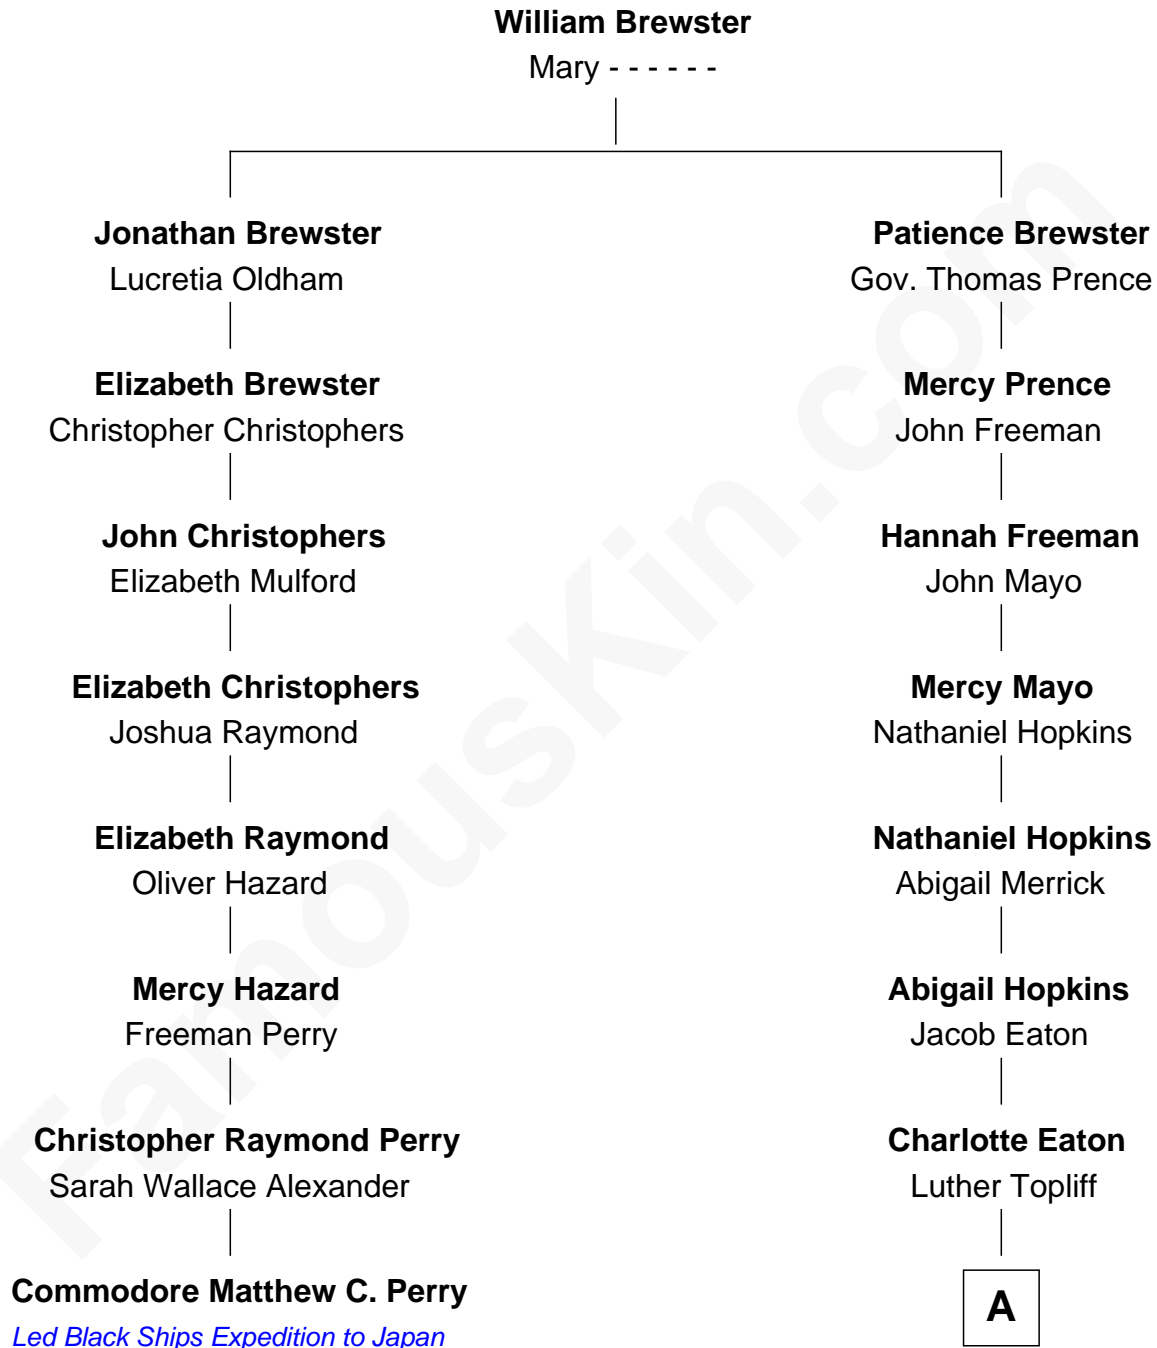 William Brewster
Mary - - - - - -
Jonathan Brewster
Lucretia Oldham
Patience Brewster
Gov. Thomas Prence
Elizabeth Brewster
Christopher Christophers
Mercy Prence
John Freeman
John Christophers
Elizabeth Mulford
Hannah Freeman
John Mayo
Elizabeth Christophers
Joshua Raymond
Mercy Mayo
Nathaniel Hopkins
Elizabeth Raymond
Oliver Hazard
Nathaniel Hopkins
Abigail Merrick
Mercy Hazard
Freeman Perry
Abigail Hopkins
Jacob Eaton
Christopher Raymond Perry
Sarah Wallace Alexander
Charlotte Eaton
Luther Topliff
Commodore Matthew C. Perry
Led Black Ships Expedition to Japan
A
FamousKin.com